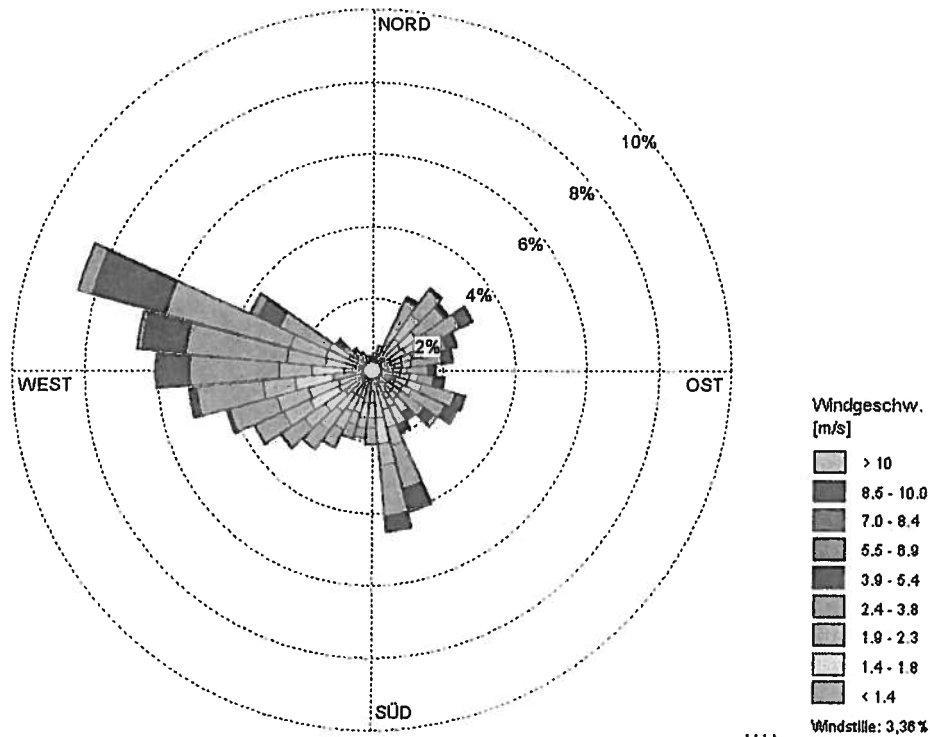 NORD
10%
8%
6%
4%
2%
WEST
OST
SÜD
Windgeschw.
[m/s]
> 10
8.5 - 10.0
7.0 - 8.4
5.5 - 6.9
3.9 - 5.4
2.4 - 3.8
1.9 - 2.3
1.4 - 1.8
< 1.4
Windstille: 3,36%